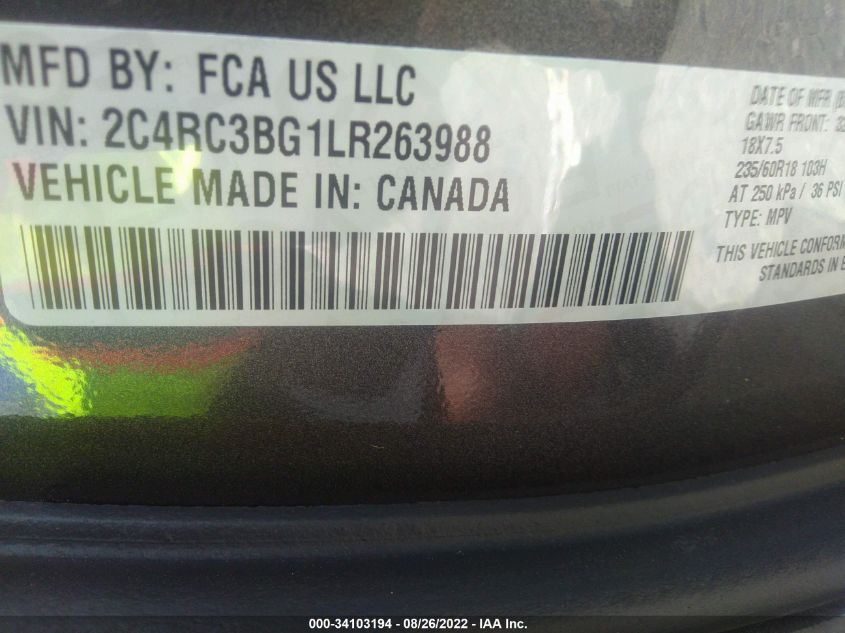 MFD BY: FCA US LLC
VIN: 2C4RC3BG1LR263988
VEHICLE MADE IN: CANADA
DATE OF MFR
GAWR FRONT:
18X7.5
235/60R18 103H
AT 250 kPa / 36 PSI
TYPE: MPV
THIS VEHICLE
STANDARDS IN
000-34103194 - 08/26/2022 - IAA Inc.